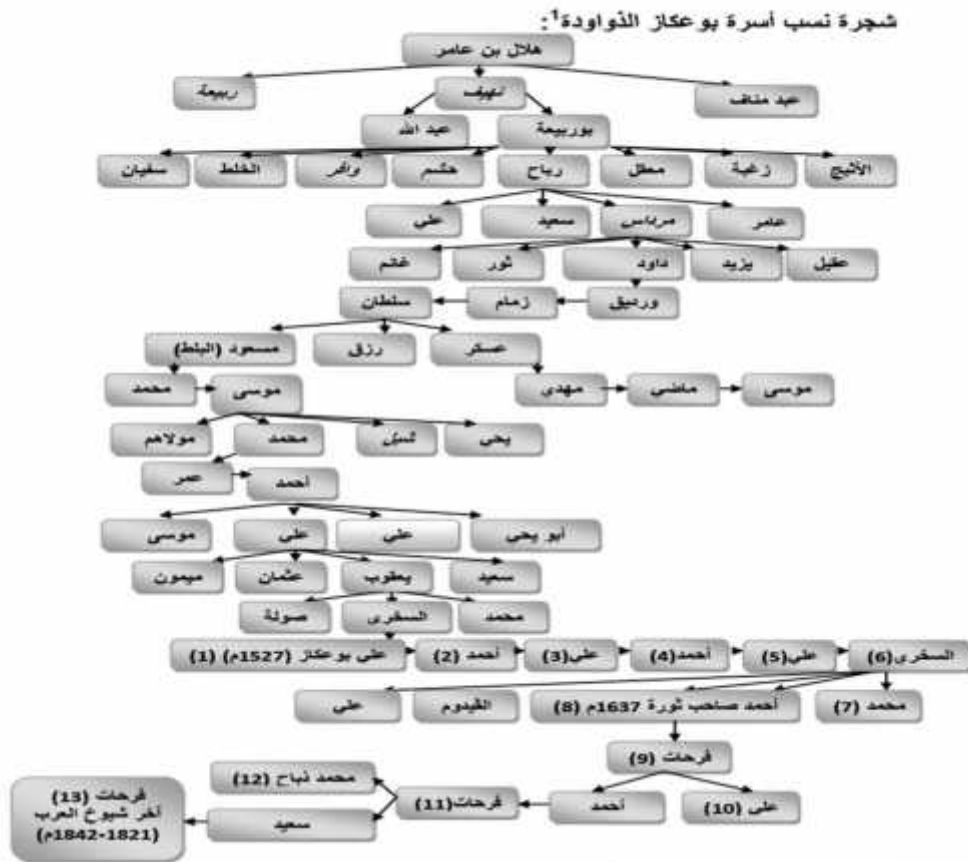 شجرة نسب أسرة بوعكاز الذواودة1:
هلال بن عامر
عبد مناف نهيك ربيعة
بوربيعة عبد الله
الأثبج زغبة معقل رياح جشم والمر الخلط سفيان
عامر مرداس سعيد علي
عقيل يزيد داود ثور غانم
ورديق زمام سلطان
عسكر رزق مسعود (البلط)
موسى ماضي مهدي موسى محمد
يحي شبل محمد مولاهم
عمر أحمد
أبو يحي علي علي موسى
سعيد يعقوب عثمان ميمون
محمد السخري صولة
السخري(6) علي(5) أحمد(4) علي(3) أحمد (2) علي بوعكاز (1527م) (1)
محمد (7) أحمد صاحب ثورة 1637م (8) القيدوم علي
فرحات (9)
علي (10) أحمد فرحات(11) محمد ذباح (12)
سعيد
فرحات (13)
آخر شيوخ العرب
(1821-1842م)